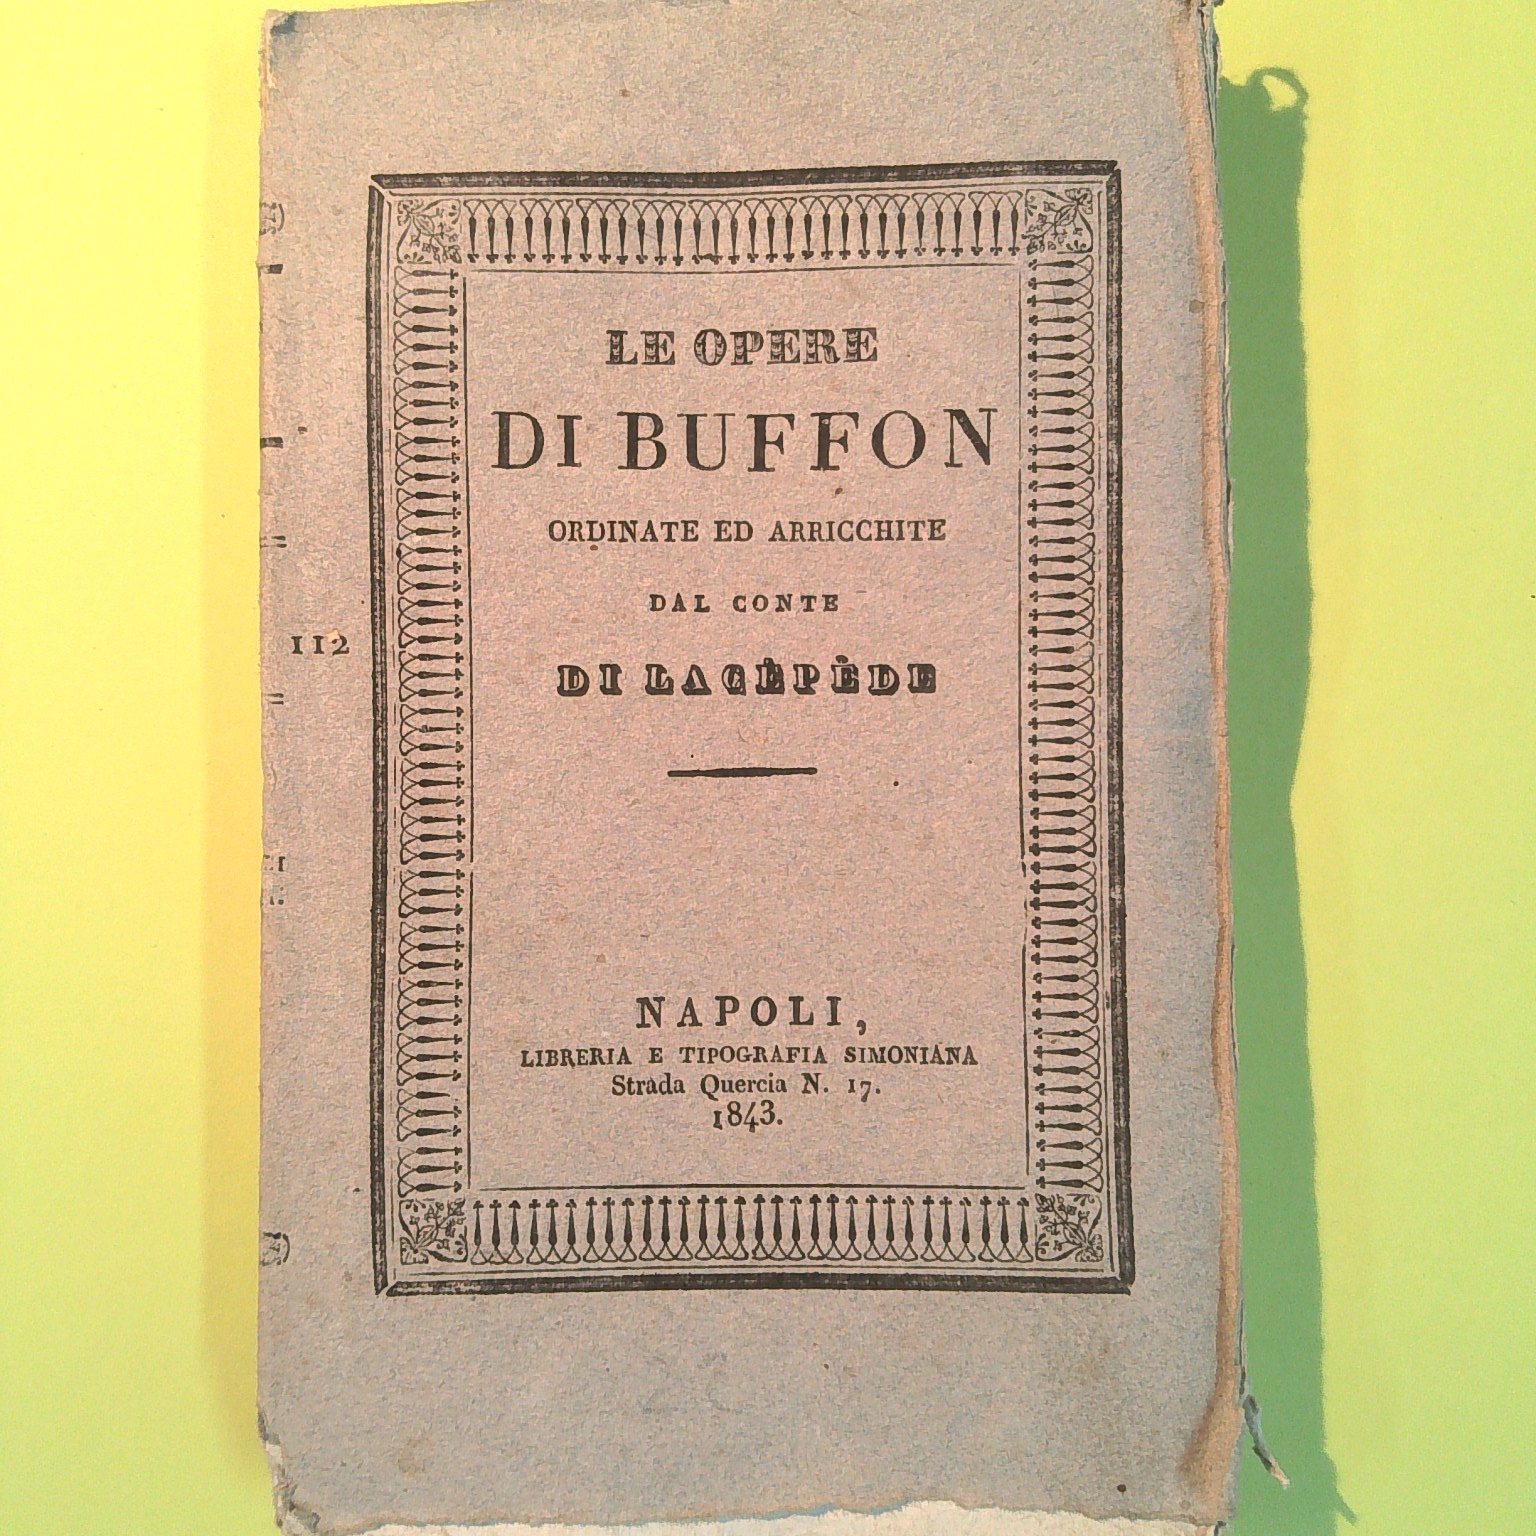 LE OPERE
DI BUFFON
ORDINATE ED ARRICCHITE
DAL CONTE
112
DI LACÈPÈDE
NAPOLI,
LIBRERIA E TIPOGRAFIA SIMONIANA
Strada Quercia N. 17.
1843.